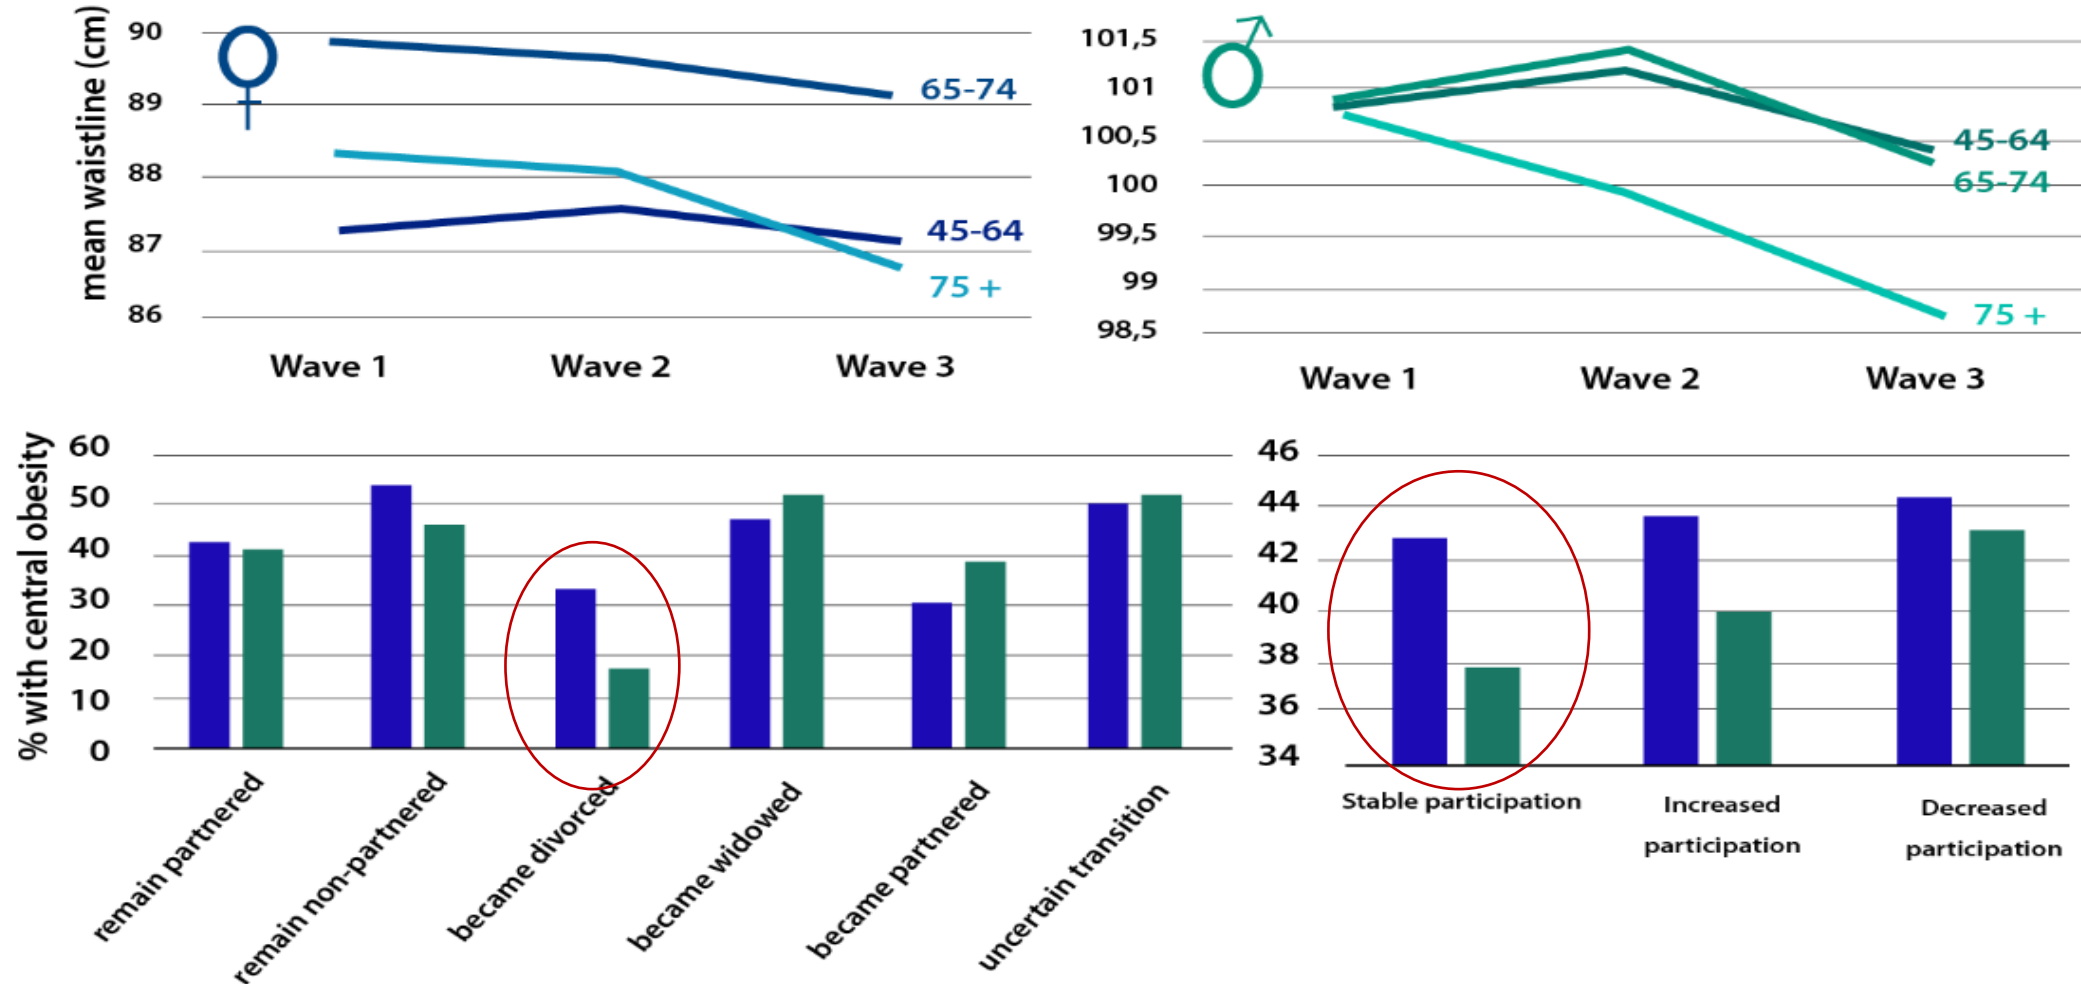 mean waistline (cm)
90
89
88
87
86
65-74
45-64
75 +
Wave 1
Wave 2
Wave 3
101,5
101
100,5
100
99,5
99
98,5
45-64
65-74
75 +
Wave 1
Wave 2
Wave 3
% with central obesity
60
50
40
30
20
10
0
remain partnered
remain non-partnered
became divorced
became widowed
became partnered
uncertain transition
46
44
42
40
38
36
34
Stable participation
Increased
participation
Decreased
participation